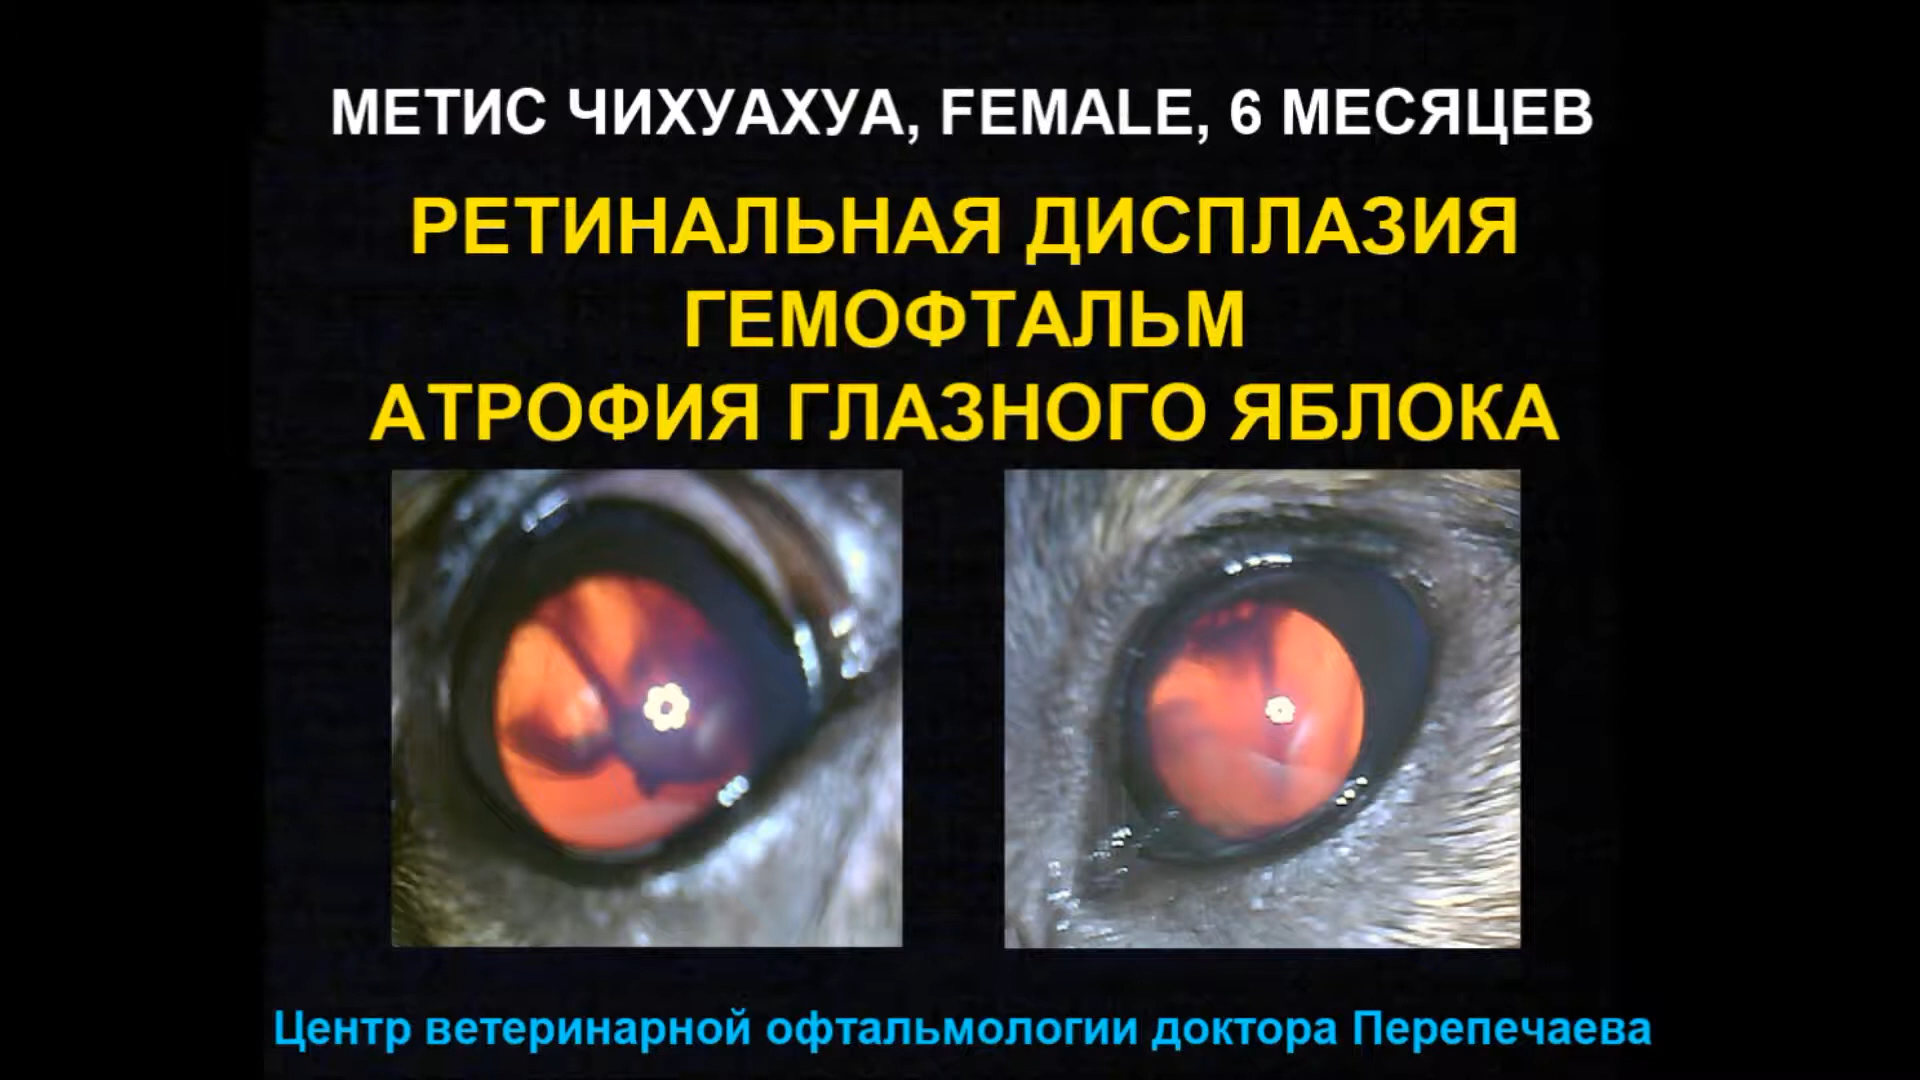 МЕТИС ЧИХУАХУА, FEMALE, 6 МЕСЯЦЕВ
РЕТИНАЛЬНАЯ ДИСПЛАЗИЯ
ГЕМОФТАЛЬМ
АТРОФИЯ ГЛАЗНОГО ЯБЛОКА
Центр ветеринарной офтальмологии доктора Перепечаева